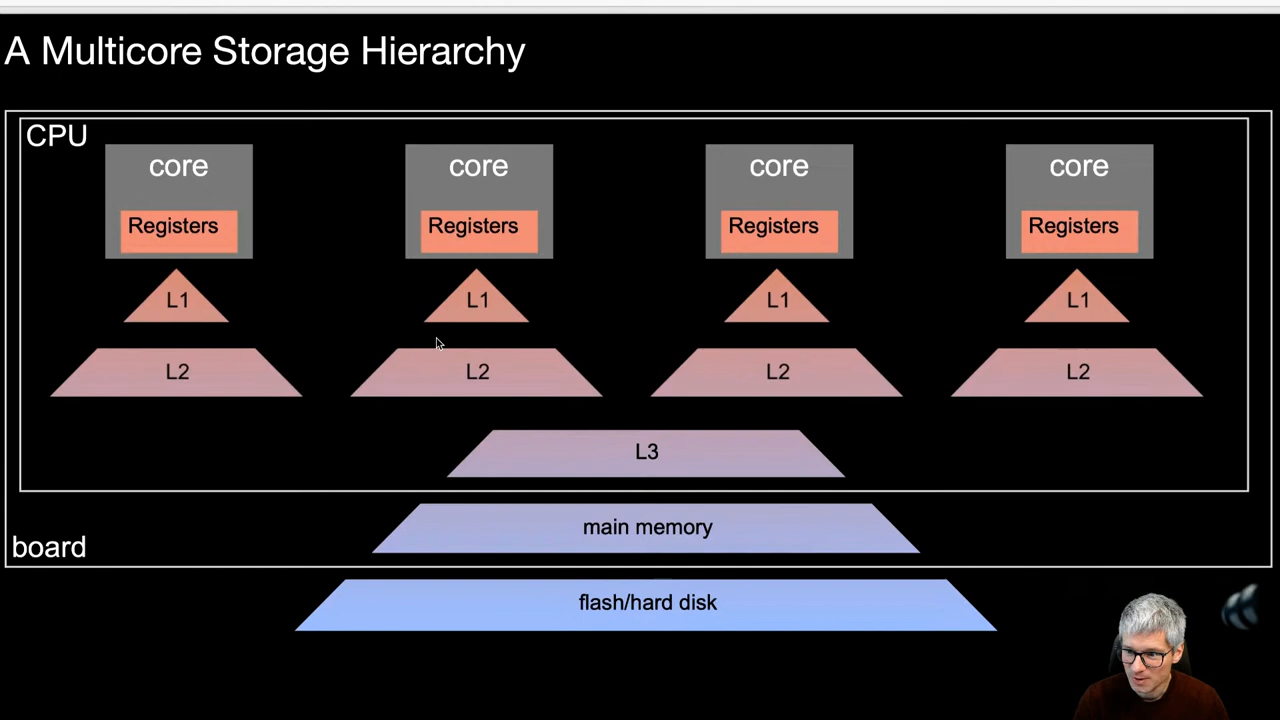 A Multicore Storage Hierarchy
CPU
core core core core
Registers Registers Registers Registers
L1 L1 L1 L1
L2 L2 L2 L2
L3
main memory
board
flash/hard disk